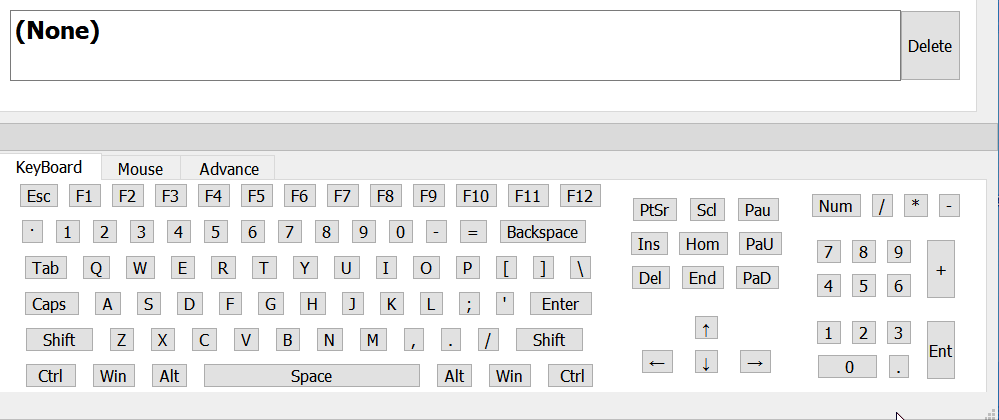 (None)
Delete
KeyBoard Mouse Advance
Esc F1 F2 F3 F4 F5 F6 F7 F8 F9 F10 F11 F12
· 1 2 3 4 5 6 7 8 9 0 - = Backspace
Tab Q W E R T Y U I O P [ ] \
Caps A S D F G H J K L ; ' Enter
Shift Z X C V B N M , . / Shift
Ctrl Win Alt Space Alt Win Ctrl
PtSr Scl Pau
Ins Hom PaU
Del End PaD
↑
← ↓ →
Num / * -
7 8 9 +
4 5 6
1 2 3 Ent
0 .